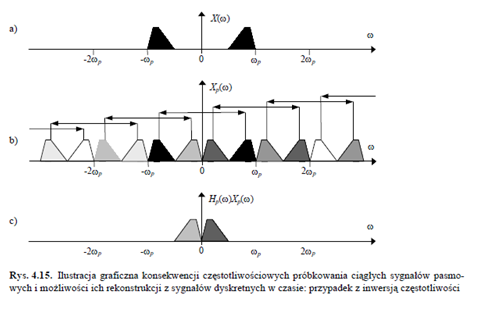 a)
X(ω)
ω
-2ωp -ωp 0 ωp 2ωp
Xp(ω)
b)
ω
-2ωp -ωp 0 ωp 2ωp
Hp(ω)Xp(ω)
c)
ω
-2ωp -ωp 0 ωp 2ωp
Rys. 4.15. Ilustracja graficzna konsekwencji częstotliwościowych próbkowania ciągłych sygnałów pasmo-
wych i możliwości ich rekonstrukcji z sygnałów dyskretnych w czasie: przypadek z inwersją częstotliwości